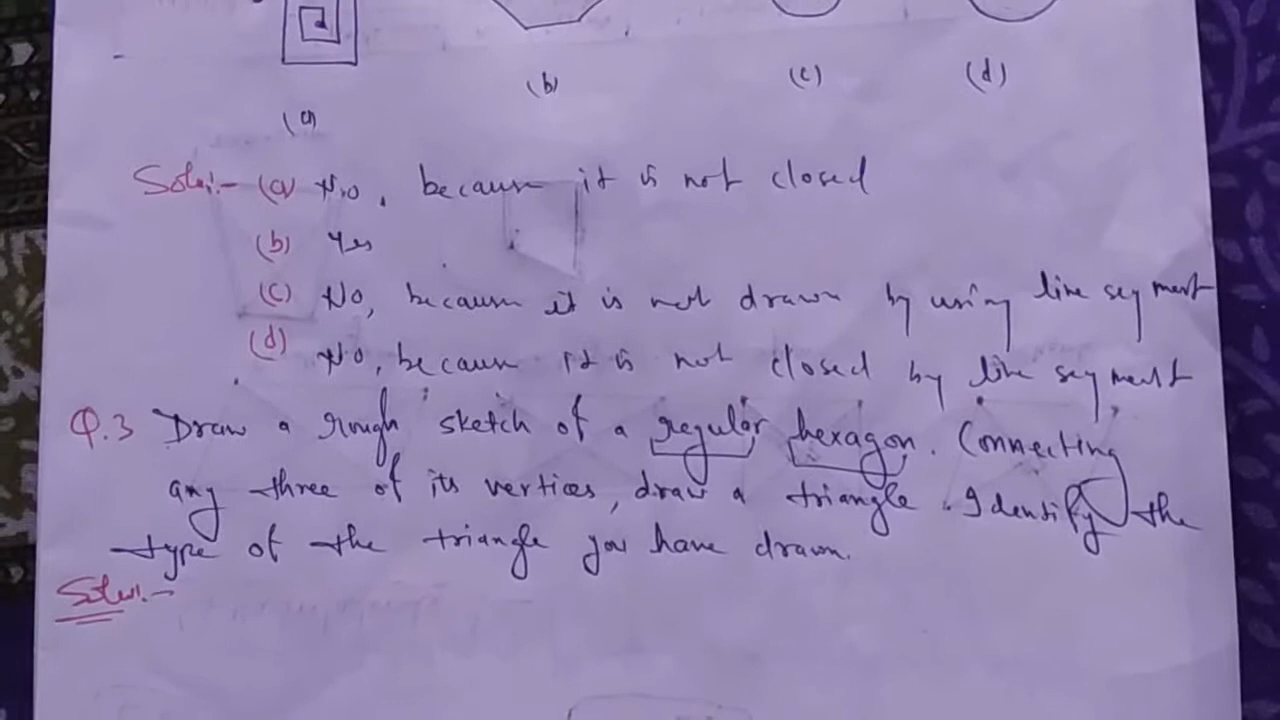 (a)
(b)
(c)
(d)
Soln:- (a) No, because it is not closed
(b) Yes
(c) No, because it is not drawn by using line segment
(d) No, because it is not closed by line segment
Q.3 Draw a rough sketch of a regular hexagon. Connecting
any three of its vertices, draw a triangle. Identify the
type of the triangle you have drawn.
Soln:-